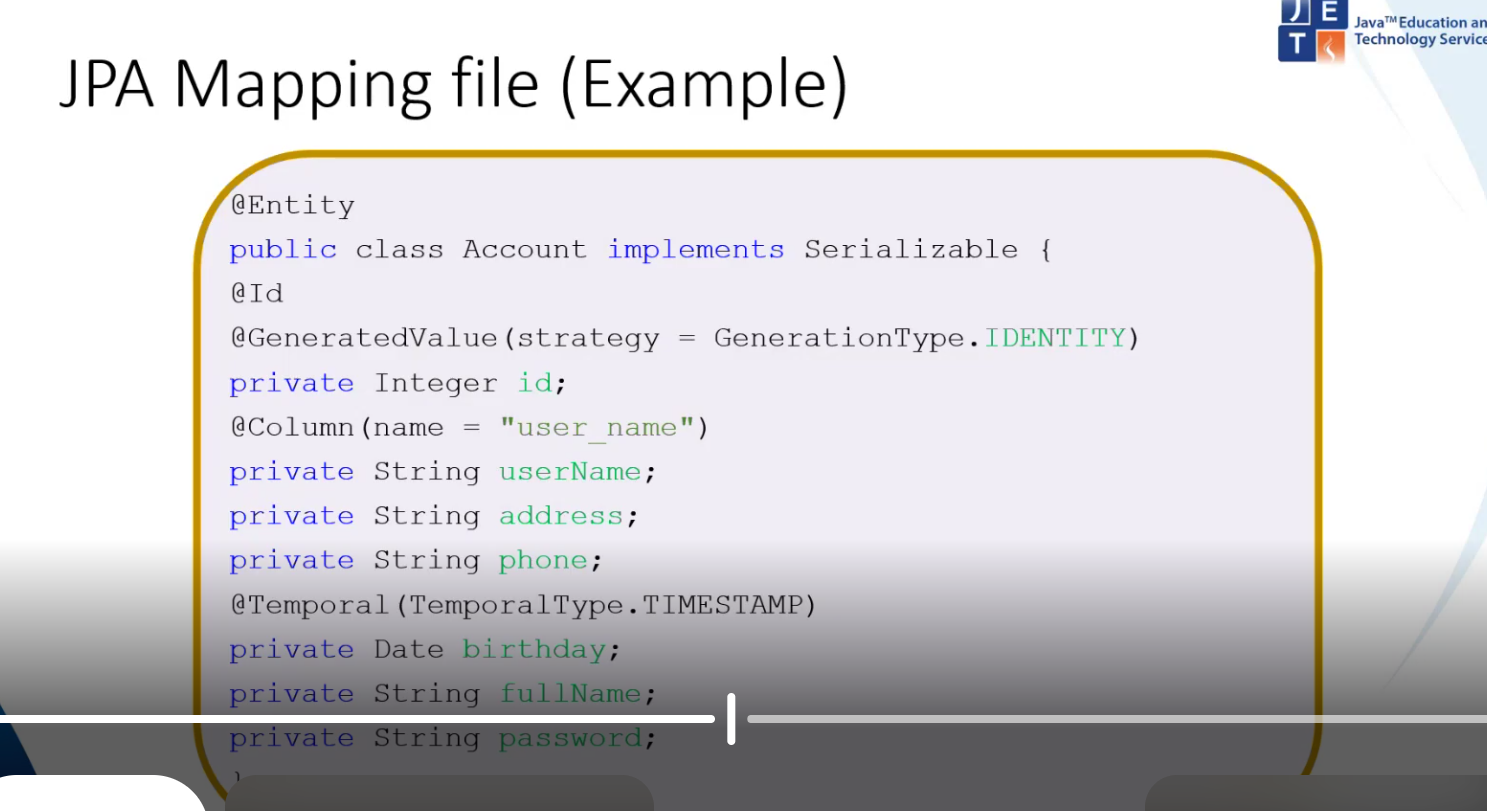 J E
T
Java™ Education an
Technology Service
JPA Mapping file (Example)
@Entity
public class Account implements Serializable {
@Id
@GeneratedValue(strategy = GenerationType.IDENTITY)
private Integer id;
@Column(name = "user_name")
private String userName;
private String address;
private String phone;
@Temporal(TemporalType.TIMESTAMP)
private Date birthday;
private String fullName;
private String password;
}